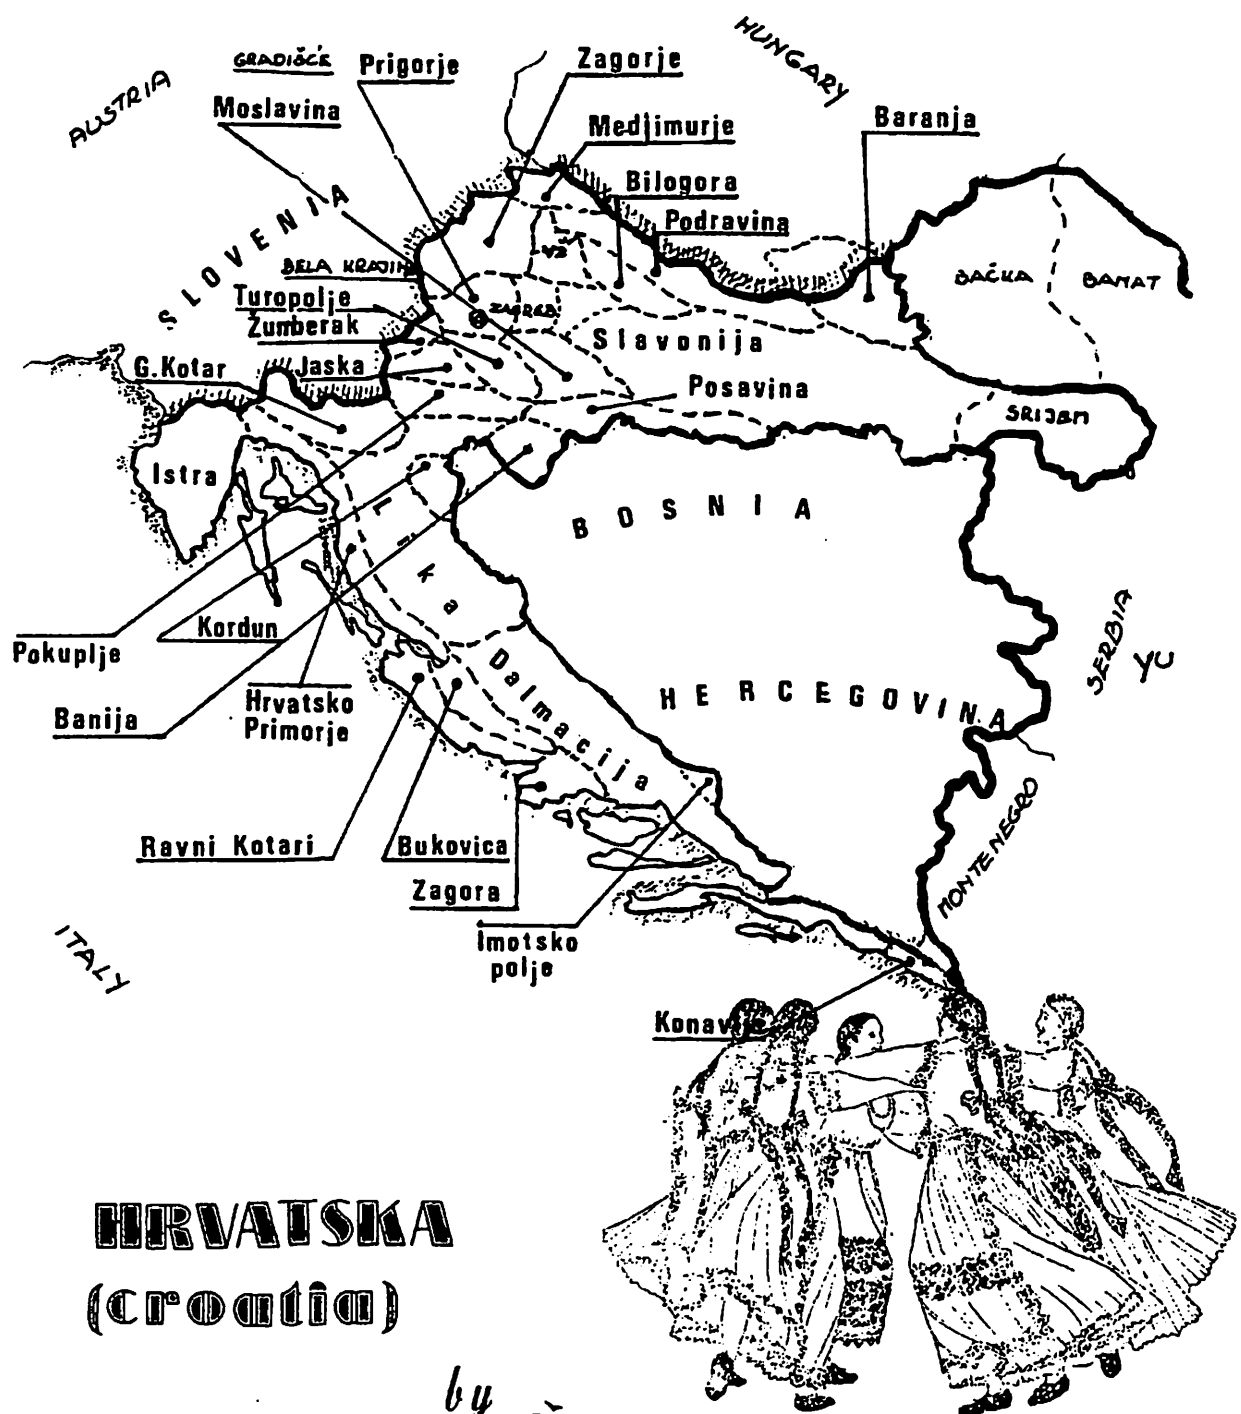 HUNGARY
GRADIŠĆE
Prigorje
Zagorje
AUSTRIA
Moslavina
Medjimurje
Baranja
Bilogora
SLOVENIA
Podravina
VŽ
BELA KRAJINA
BAČKA
BANAT
Turopolje
ZAGREB
Žumberak
Slavonija
G.Kotar
Jaska
Posavina
SRIJEM
Istra
Lika
BOSNIA
Kordun
Pokuplje
SERBIA
YU
Dalmacija
HERCEGOVINA
Hrvatsko
Primorje
Banija
MONTENEGRO
Ravni Kotari
Bukovica
Zagora
Imotsko
polje
ITALY
Konavlje
HRVATSKA
(Croatia)
by